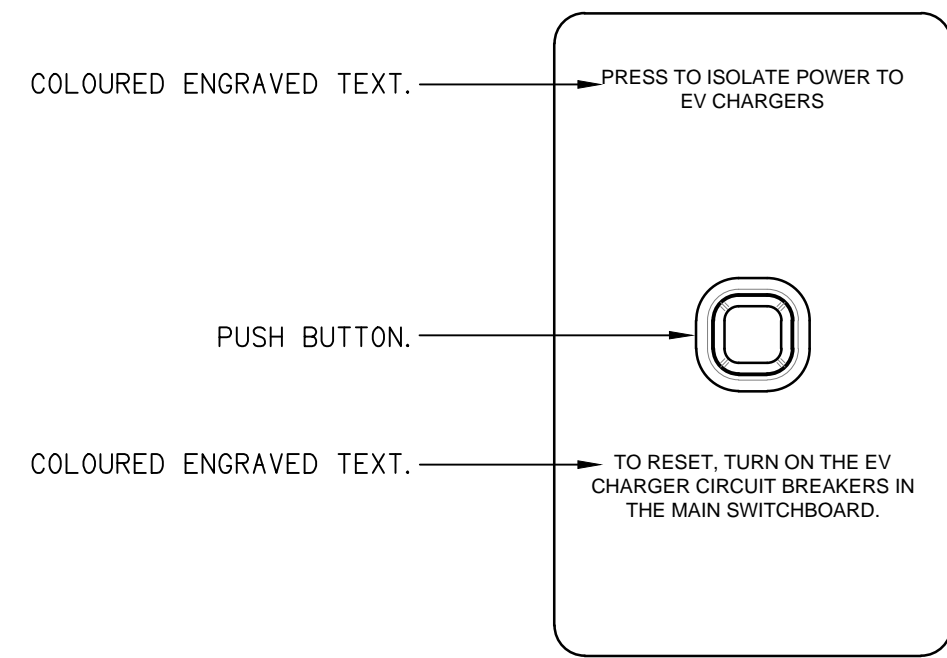 COLOURED ENGRAVED TEXT.
PRESS TO ISOLATE POWER TO
EV CHARGERS
PUSH BUTTON.
COLOURED ENGRAVED TEXT.
TO RESET, TURN ON THE EV
CHARGER CIRCUIT BREAKERS IN
THE MAIN SWITCHBOARD.